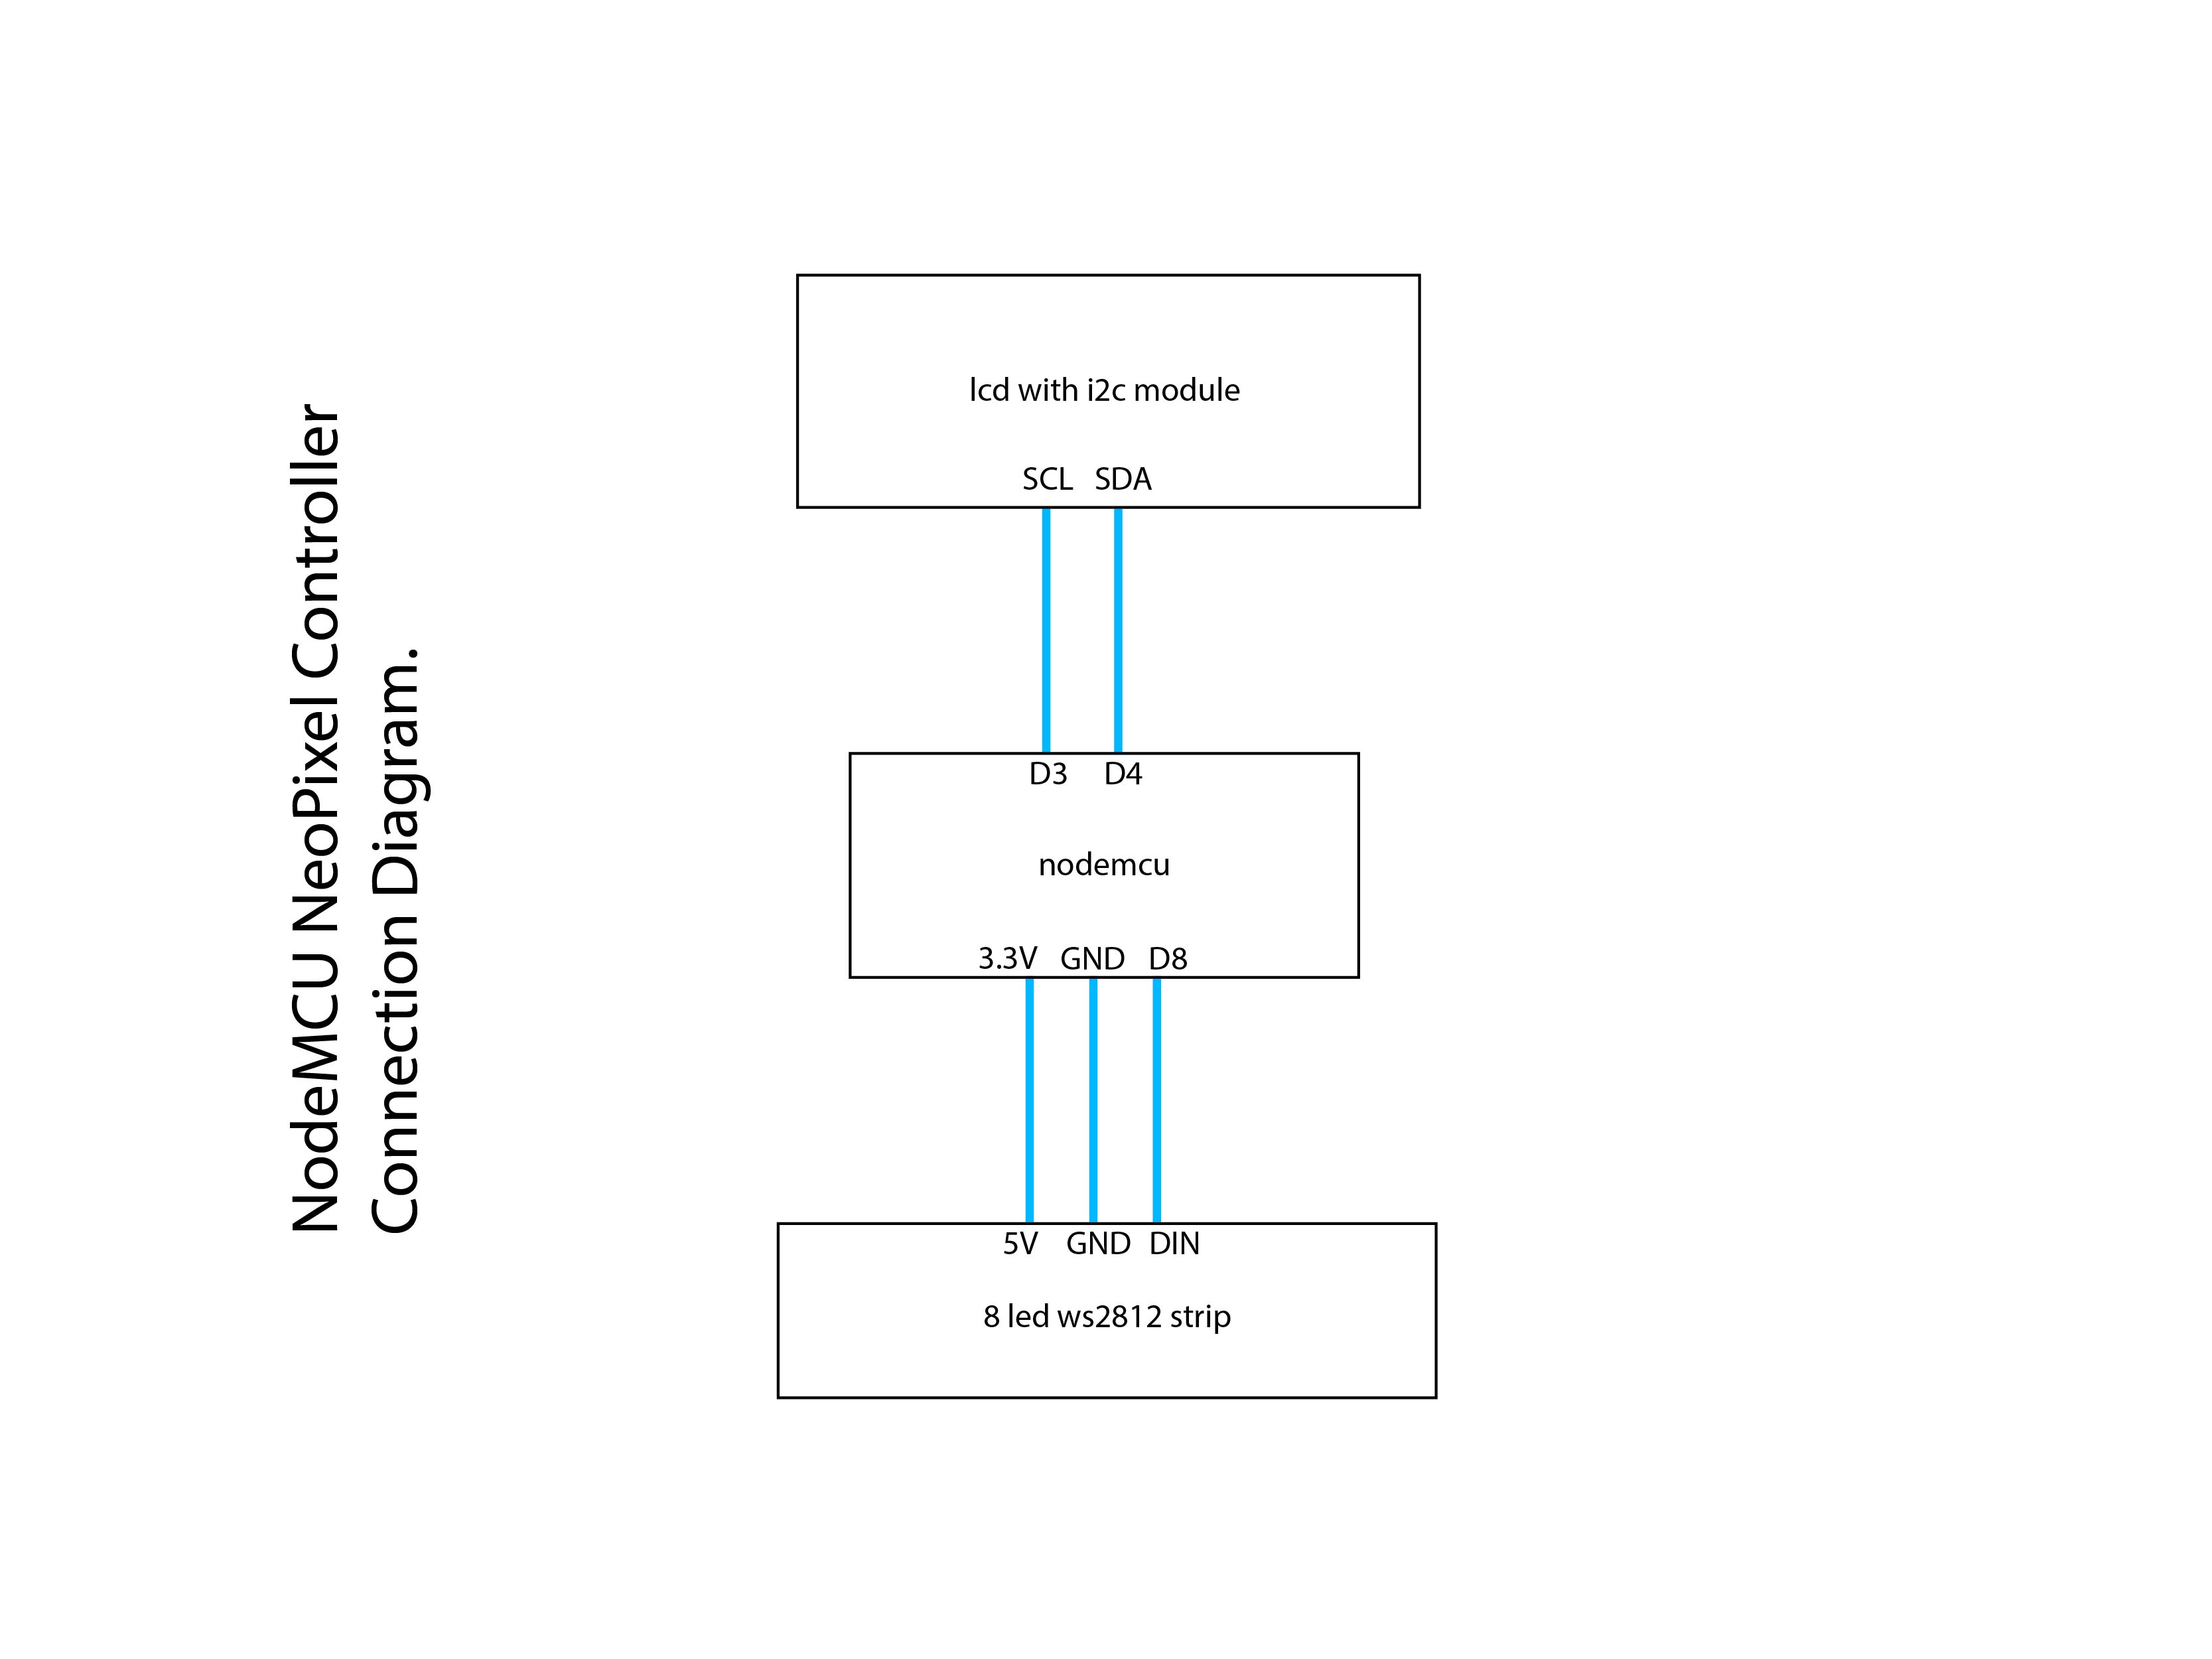 NodeMCU NeoPixel Controller
Connection Diagram.
lcd with i2c module
SCL SDA
D3 D4
nodemcu
3.3V GND D8
5V GND DIN
8 led ws2812 strip